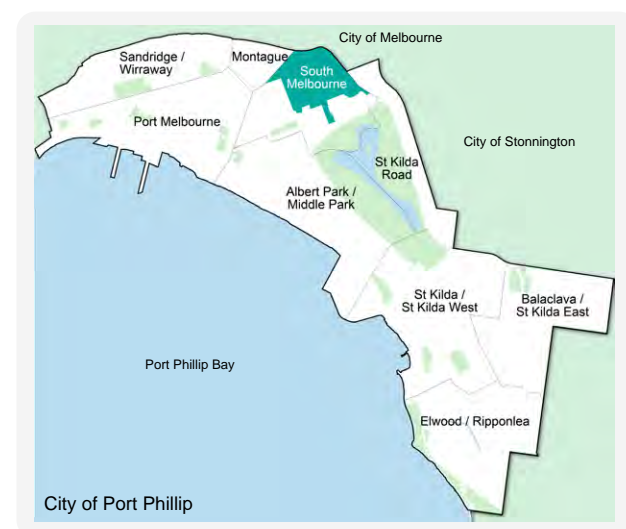 City of Melbourne
Sandridge /
Wirraway
Montague
South
Melbourne
Port Melbourne
City of Stonnington
St Kilda
Road
Albert Park /
Middle Park
St Kilda /
St Kilda West
Balaclava /
St Kilda East
Port Phillip Bay
Elwood / Ripponlea
City of Port Phillip